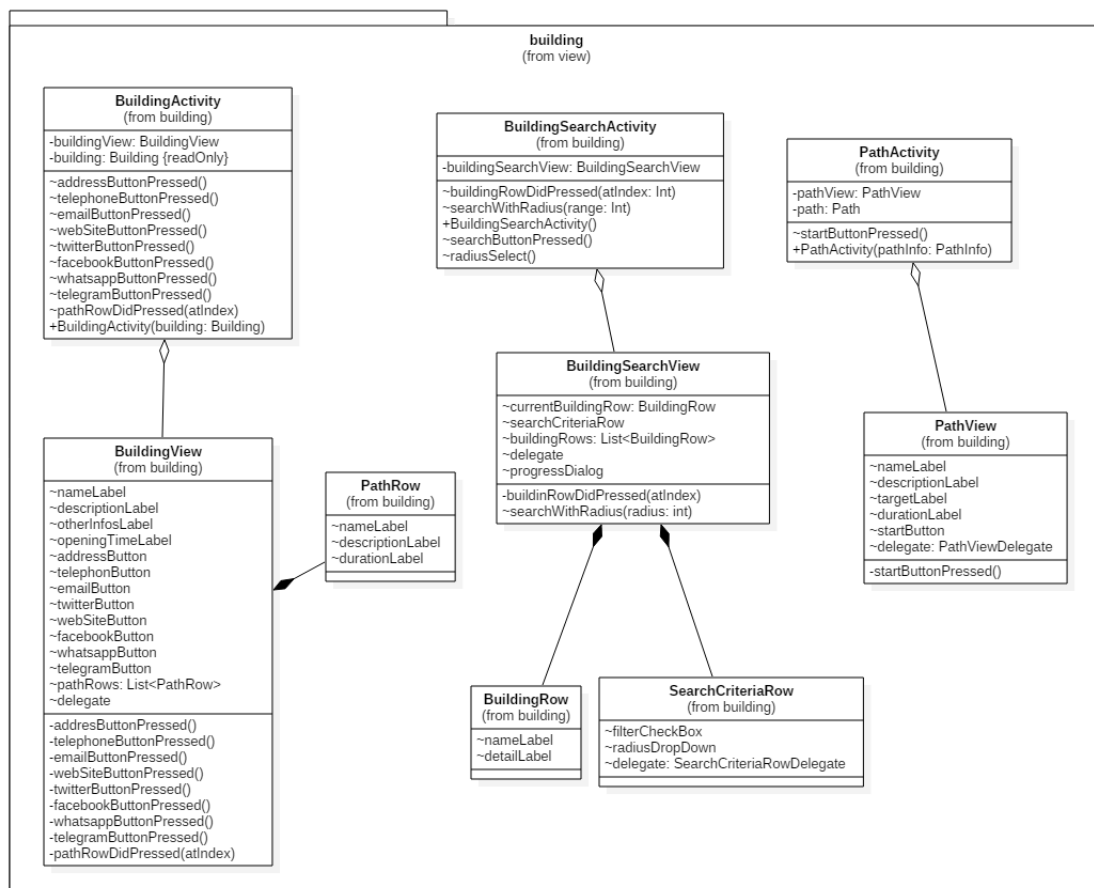 building
(from view)
BuildingActivity
(from building)
-buildingView: BuildingView
-building: Building {readOnly}
~addressButtonPressed()
~telephoneButtonPressed()
~emailButtonPressed()
~webSiteButtonPressed()
~twitterButtonPressed()
~facebookButtonPressed()
~whatsappButtonPressed()
~telegramButtonPressed()
~pathRowDidPressed(atIndex)
+BuildingActivity(building: Building)
BuildingSearchActivity
(from building)
-buildingSearchView: BuildingSearchView
~buildingRowDidPressed(atIndex: Int)
~searchWithRadius(range: Int)
+BuildingSearchActivity()
~searchButtonPressed()
~radiusSelect()
PathActivity
(from building)
-pathView: PathView
-path: Path
~startButtonPressed()
+PathActivity(pathInfo: PathInfo)
BuildingView
(from building)
~nameLabel
~descriptionLabel
~otherInfosLabel
~openingTimeLabel
~addressButton
~telephonButton
~emailButton
~twitterButton
~webSiteButton
~facebookButton
~whatsappButton
~telegramButton
~pathRows: List<PathRow>
~delegate
-addresButtonPressed()
-telephoneButtonPressed()
-emailButtonPressed()
-webSiteButtonPressed()
-twitterButtonPressed()
-facebookButtonPressed()
-whatsappButtonPressed()
-telegramButtonPressed()
-pathRowDidPressed(atIndex)
PathRow
(from building)
~nameLabel
~descriptionLabel
~durationLabel
BuildingSearchView
(from building)
~currentBuildingRow: BuildingRow
~searchCriteriaRow
~buildingRows: List<BuildingRow>
~delegate
~progressDialog
-buildinRowDidPressed(atIndex)
~searchWithRadius(radius: int)
PathView
(from building)
~nameLabel
~descriptionLabel
~targetLabel
~durationLabel
~startButton
~delegate: PathViewDelegate
-startButtonPressed()
BuildingRow
(from building)
~nameLabel
~detailLabel
SearchCriteriaRow
(from building)
~filterCheckBox
~radiusDropDown
~delegate: SearchCriteriaRowDelegate